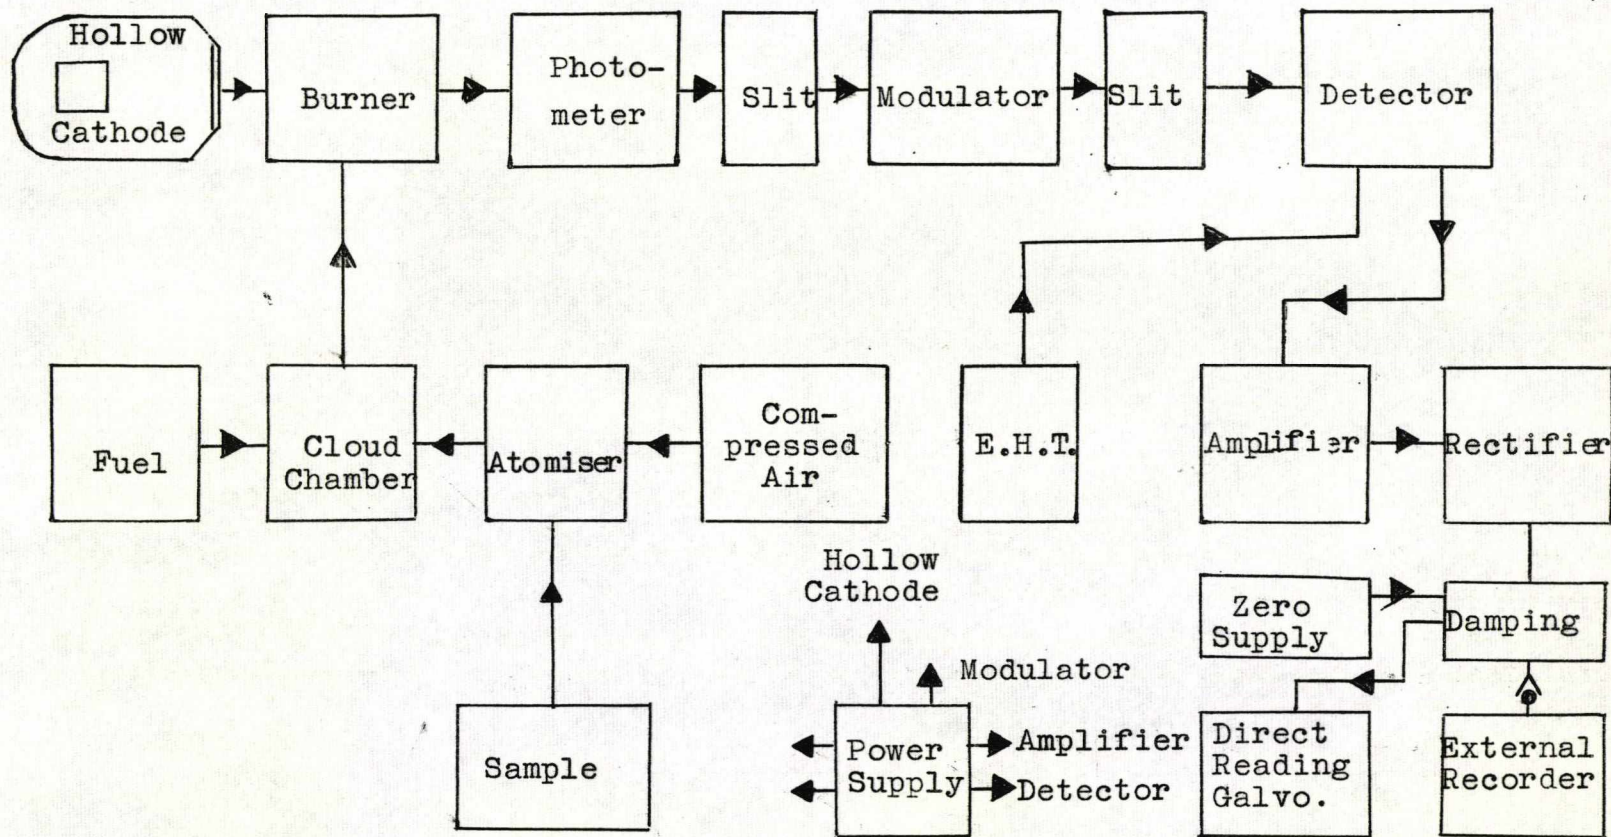 Hollow
Cathode
Burner
Photo-
meter
Slit
Modulator
Slit
Detector
Fuel
Cloud
Chamber
Atomiser
Com-
pressed
Air
E.H.T.
Amplifier
Rectifier
Hollow
Cathode
Modulator
Zero
Supply
Damping
Sample
Power
Supply
Amplifier
Detector
Direct
Reading
Galvo.
External
Recorder